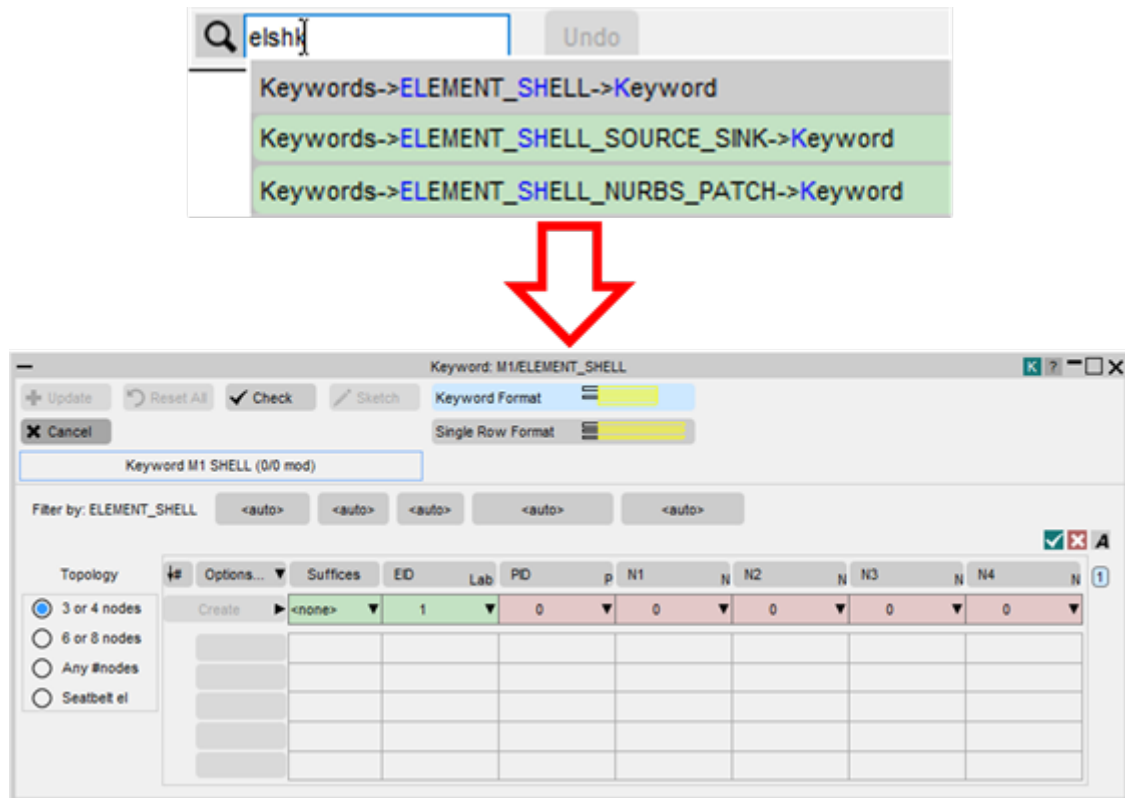 elshk Undo
Keywords->ELEMENT_SHELL->Keyword
Keywords->ELEMENT_SHELL_SOURCE_SINK->Keyword
Keywords->ELEMENT_SHELL_NURBS_PATCH->Keyword
Keyword: M1/ELEMENT_SHELL K ?
Update Reset All Check Sketch Keyword Format
Cancel Single Row Format
Keyword M1 SHELL (0/0 mod)
Filter by: ELEMENT_SHELL <auto> <auto> <auto> <auto> <auto>
A
Topology # Options... Suffices EID Lab PID P N1 N N2 N N3 N N4 N 1
3 or 4 nodes Create <none> 1 0 0 0 0 0
6 or 8 nodes
Any #nodes
Seatbelt el